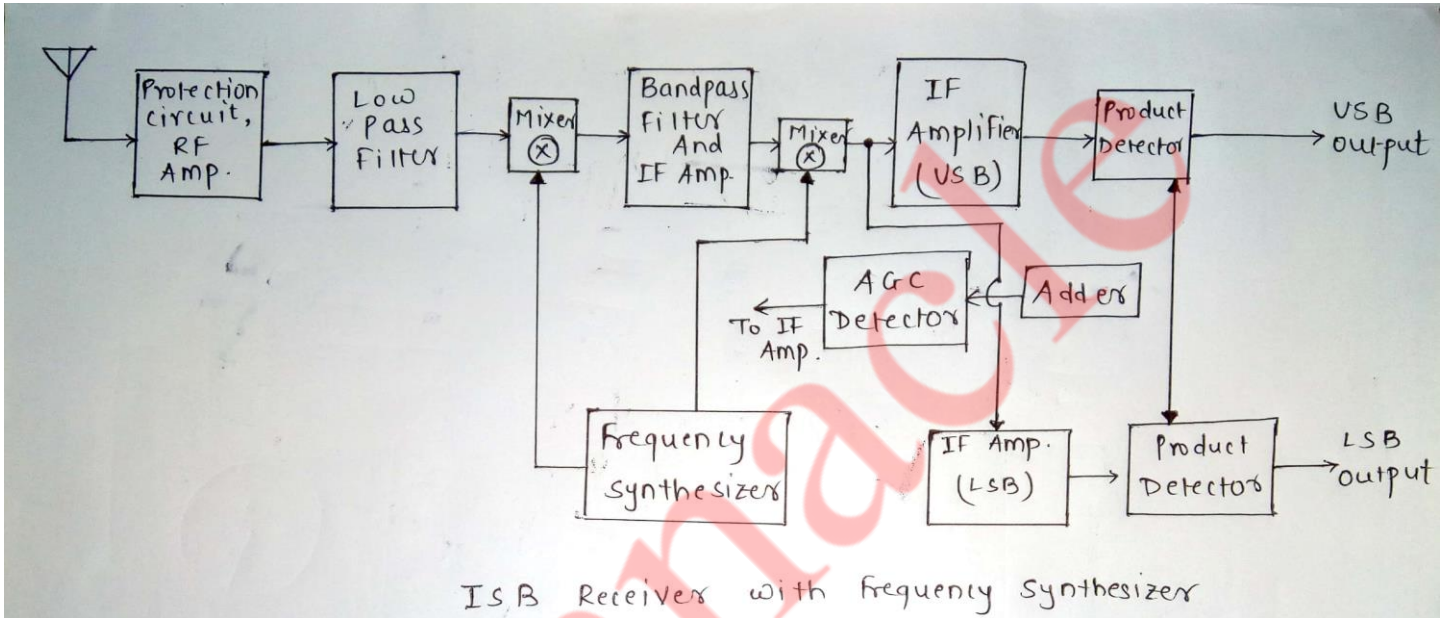 Protection
circuit,
RF
Amp.
Low
Pass
Filter
Mixer
Bandpass
Filter
And
IF Amp.
Mixer
IF
Amplifier
(USB)
Product
Detector
USB
output
AGC
Detector
Adder
To IF
Amp.
Frequency
Synthesizer
IF Amp.
(LSB)
Product
Detector
LSB
output
ISB Receiver with Frequency Synthesizer